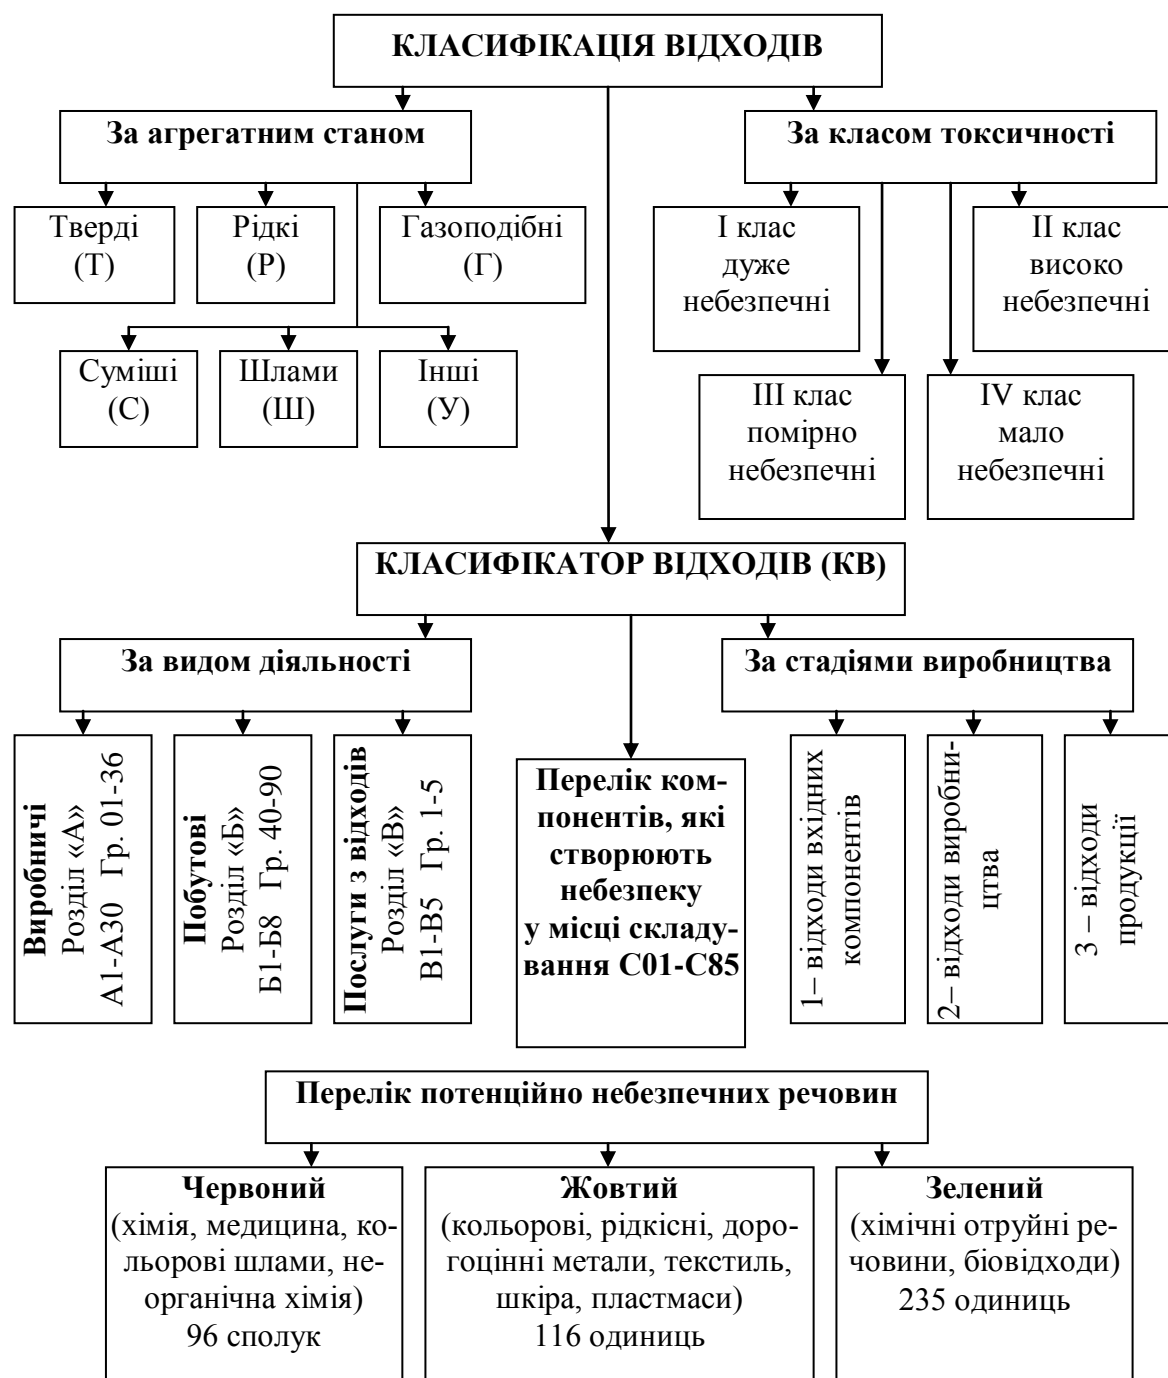 КЛАСИФІКАЦІЯ ВІДХОДІВ
За агрегатним станом
За класом токсичності
Тверді
(Т)
Рідкі
(Р)
Газоподібні
(Г)
І клас
дуже
небезпечні
ІІ клас
високо
небезпечні
Суміші
(С)
Шлами
(Ш)
Інші
(У)
ІІІ клас
помірно
небезпечні
IV клас
мало
небезпечні
КЛАСИФІКАТОР ВІДХОДІВ (КВ)
За видом діяльності
За стадіями виробництва
Виробничі
Розділ «А»
А1-А30 Гр. 01-36
Побутові
Розділ «Б»
Б1-Б8 Гр. 40-90
Послуги з відходів
Розділ «В»
В1-В5 Гр. 1-5
Перелік ком-
понентів, які
створюють
небезпеку
у місці складу-
вання С01-С85
1– відходи вхідних
компонентів
2– відходи виробни-
цтва
3 – відходи
продукції
Перелік потенційно небезпечних речовин
Червоний
(хімія, медицина, ко-
льорові шлами, не-
органічна хімія)
96 сполук
Жовтий
(кольорові, рідкісні, доро-
гоцінні метали, текстиль,
шкіра, пластмаси)
116 одиниць
Зелений
(хімічні отруйні ре-
човини, біовідходи)
235 одиниць